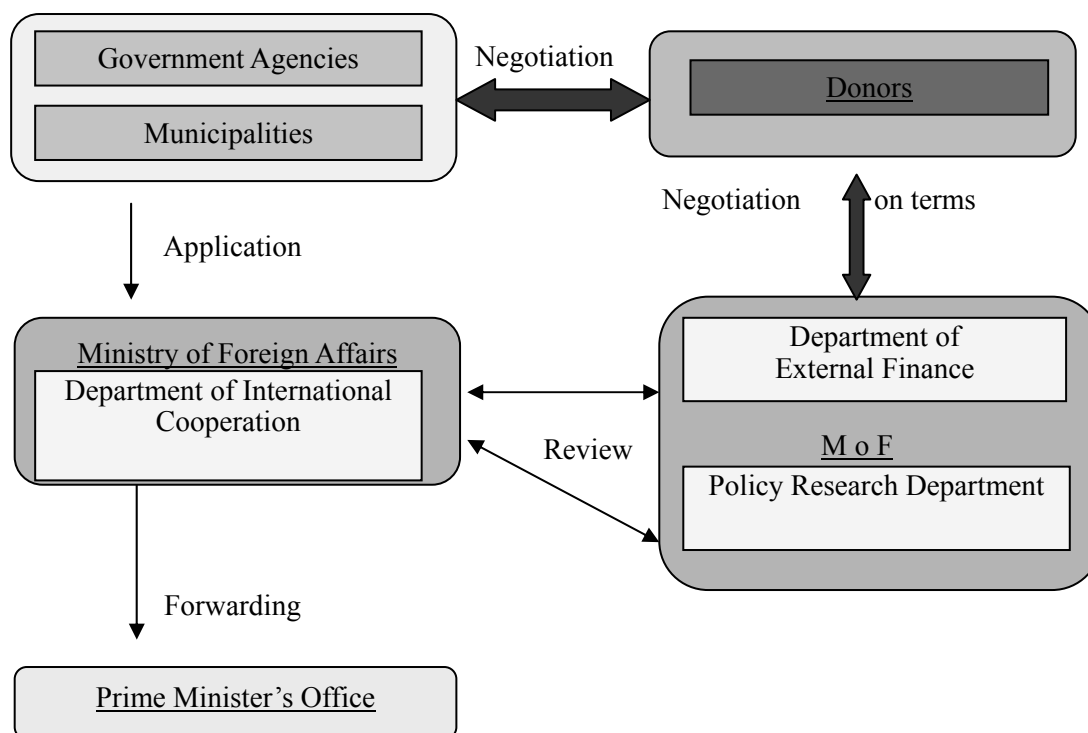 Government Agencies
Municipalities
Negotiation
Donors
Negotiation on terms
Application
Ministry of Foreign Affairs
Department of International
Cooperation
Review
Department of
External Finance
M o F
Policy Research Department
Forwarding
Prime Minister’s Office